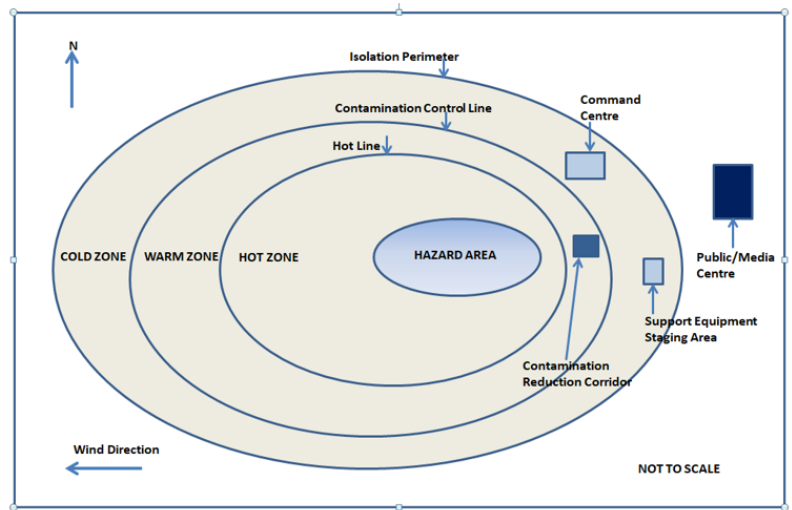 N
Isolation Perimeter
Contamination Control Line
Hot Line
Command
Centre
COLD ZONE
WARM ZONE
HOT ZONE
HAZARD AREA
Public/Media
Centre
Support Equipment
Staging Area
Contamination
Reduction Corridor
Wind Direction
NOT TO SCALE